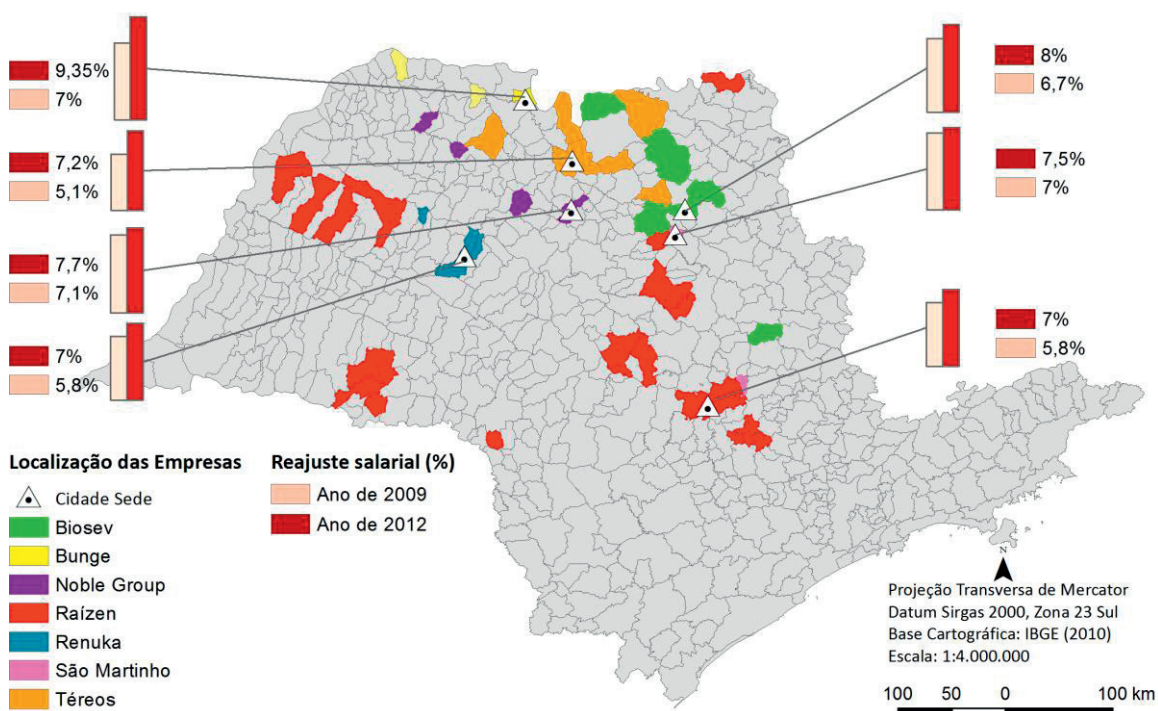 9,35%
7%
7,2%
5,1%
7,7%
7,1%
7%
5,8%
8%
6,7%
7,5%
7%
7%
5,8%
Localização das Empresas
Cidade Sede
Biosev
Bunge
Noble Group
Raízen
Renuka
São Martinho
Téreos
Reajuste salarial (%)
Ano de 2009
Ano de 2012
N
Projeção Transversa de Mercator
Datum Sirgas 2000, Zona 23 Sul
Base Cartográfica: IBGE (2010)
Escala: 1:4.000.000
100 50 0 100 km